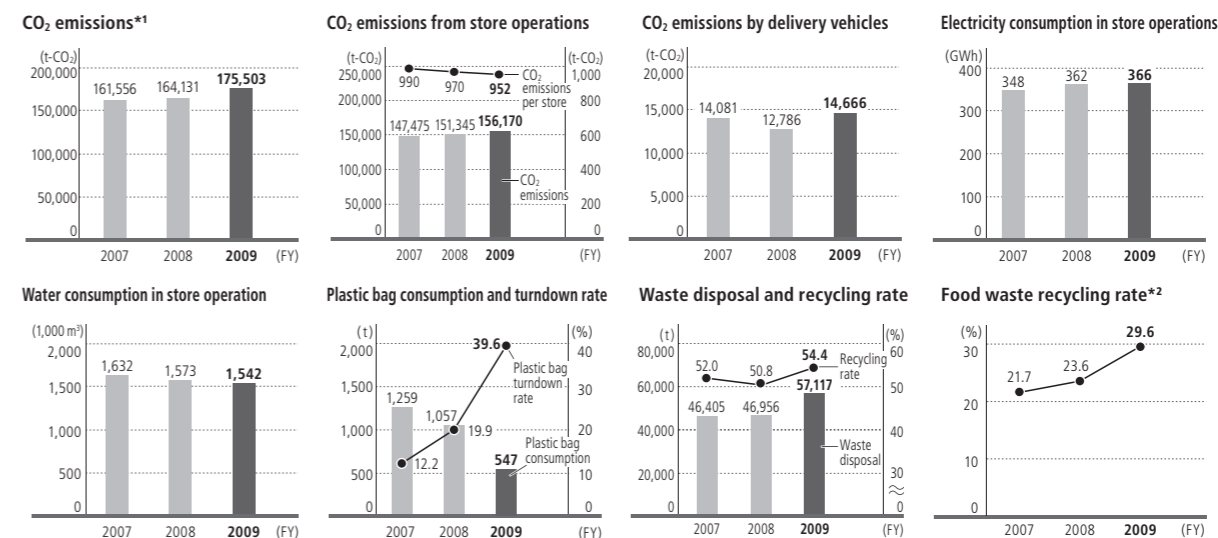 CO₂ emissions*1
(t-CO₂)
200,000
150,000
100,000
50,000
0
161,556
164,131
175,503
2007 2008 2009 (FY)
CO₂ emissions from store operations
(t-CO₂)
250,000
200,000
150,000
100,000
50,000
0
(t-CO₂)
1,000
800
600
400
200
0
990
970
952
CO₂
emissions
per store
147,475
151,345
156,170
CO₂
emissions
2007 2008 2009 (FY)
CO₂ emissions by delivery vehicles
(t-CO₂)
20,000
15,000
10,000
5,000
0
14,081
12,786
14,666
2007 2008 2009 (FY)
Electricity consumption in store operations
(GWh)
400
300
200
100
0
348
362
366
2007 2008 2009 (FY)
Water consumption in store operation
(1,000 m³)
2,000
1,500
1,000
500
0
1,632
1,573
1,542
2007 2008 2009 (FY)
Plastic bag consumption and turndown rate
(t)
2,000
1,500
1,000
500
0
(%)
40
30
20
10
0
39.6
Plastic bag
turndown
rate
1,259
1,057
19.9
12.2
547
Plastic bag
consumption
2007 2008 2009 (FY)
Waste disposal and recycling rate
(t)
80,000
60,000
40,000
20,000
0
(%)
60
50
40
30
0
52.0
50.8
54.4
Recycling
rate
46,405
46,956
57,117
Waste
disposal
2007 2008 2009 (FY)
Food waste recycling rate*2
(%)
30
20
10
0
21.7
23.6
29.6
2007 2008 2009 (FY)